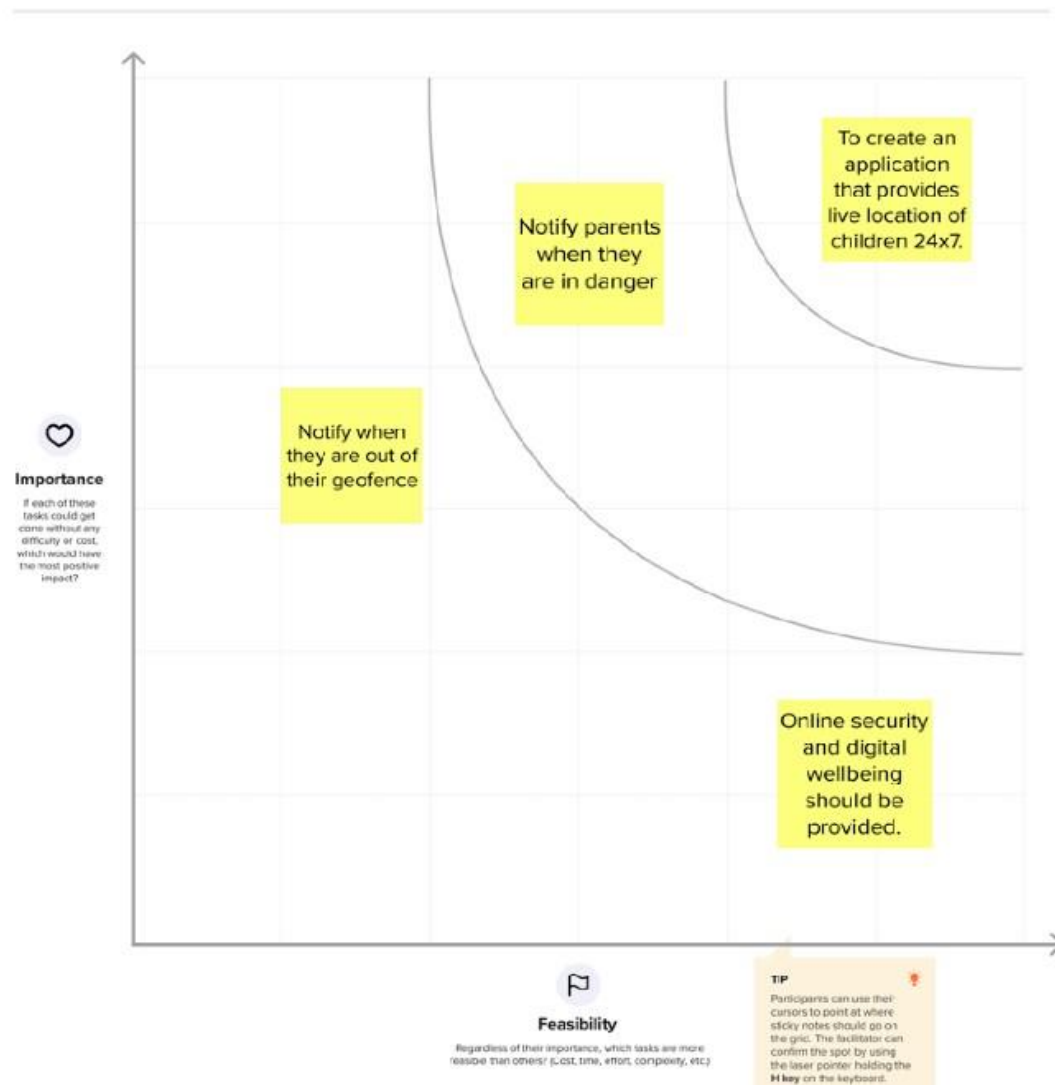 To create an
application
that provides
live location of
children 24x7.
Notify parents
when they
are in danger
Notify when
they are out of
their geofence
Importance
If each of these
tasks could get
done without any
difficulty or cost,
which would have
the most positive
impact?
Online security
and digital
wellbeing
should be
provided.
Feasibility
Regardless of their importance, which tasks are more
feasible than others? (Cost, time, effort, complexity, etc.)
TIP
Participants can use their
cursors to point at where
sticky notes should go on
the grid. The facilitator can
confirm the spot by using
the laser pointer holding the
H key on the keyboard.